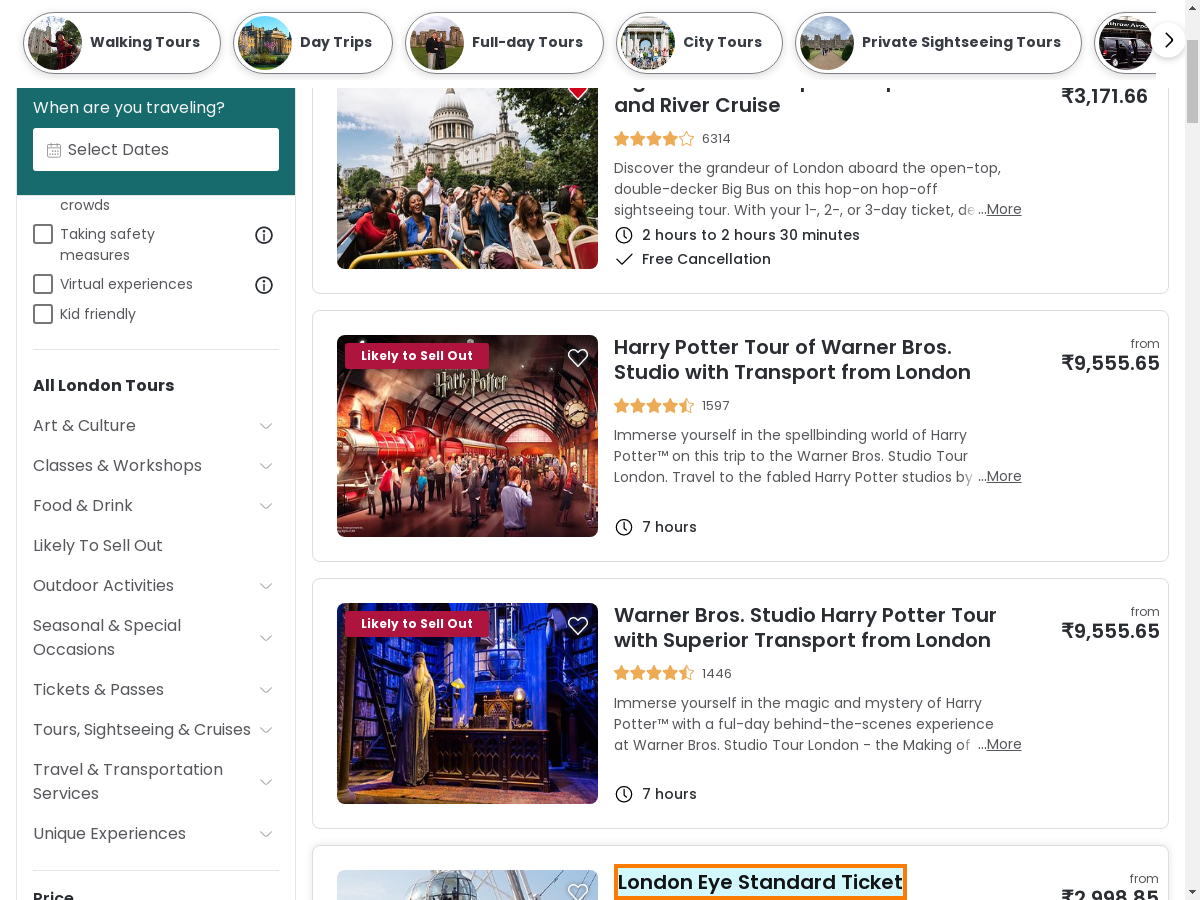 Walking Tours
Day Trips
Full-day Tours
City Tours
Private Sightseeing Tours
When are you traveling?
Select Dates
crowds
Taking safety
measures
Virtual experiences
Kid friendly
All London Tours
Art & Culture
Classes & Workshops
Food & Drink
Likely To Sell Out
Outdoor Activities
Seasonal & Special
Occasions
Tickets & Passes
Tours, Sightseeing & Cruises
Travel & Transportation
Services
Unique Experiences
Price
and River Cruise
₹3,171.66
6314
Discover the grandeur of London aboard the open-top,
double-decker Big Bus on this hop-on hop-off
sightseeing tour. With your 1-, 2-, or 3-day ticket, de ...More
2 hours to 2 hours 30 minutes
Free Cancellation
Likely to Sell Out
Harry Potter
Harry Potter Tour of Warner Bros.
Studio with Transport from London
from
₹9,555.65
1597
Immerse yourself in the spellbinding world of Harry
Potter™ on this trip to the Warner Bros. Studio Tour
London. Travel to the fabled Harry Potter studios by ...More
7 hours
Likely to Sell Out
Warner Bros. Studio Harry Potter Tour
with Superior Transport from London
from
₹9,555.65
1446
Immerse yourself in the magic and mystery of Harry
Potter™ with a ful-day behind-the-scenes experience
at Warner Bros. Studio Tour London - the Making of ...More
7 hours
London Eye Standard Ticket
from
₹2,998.85